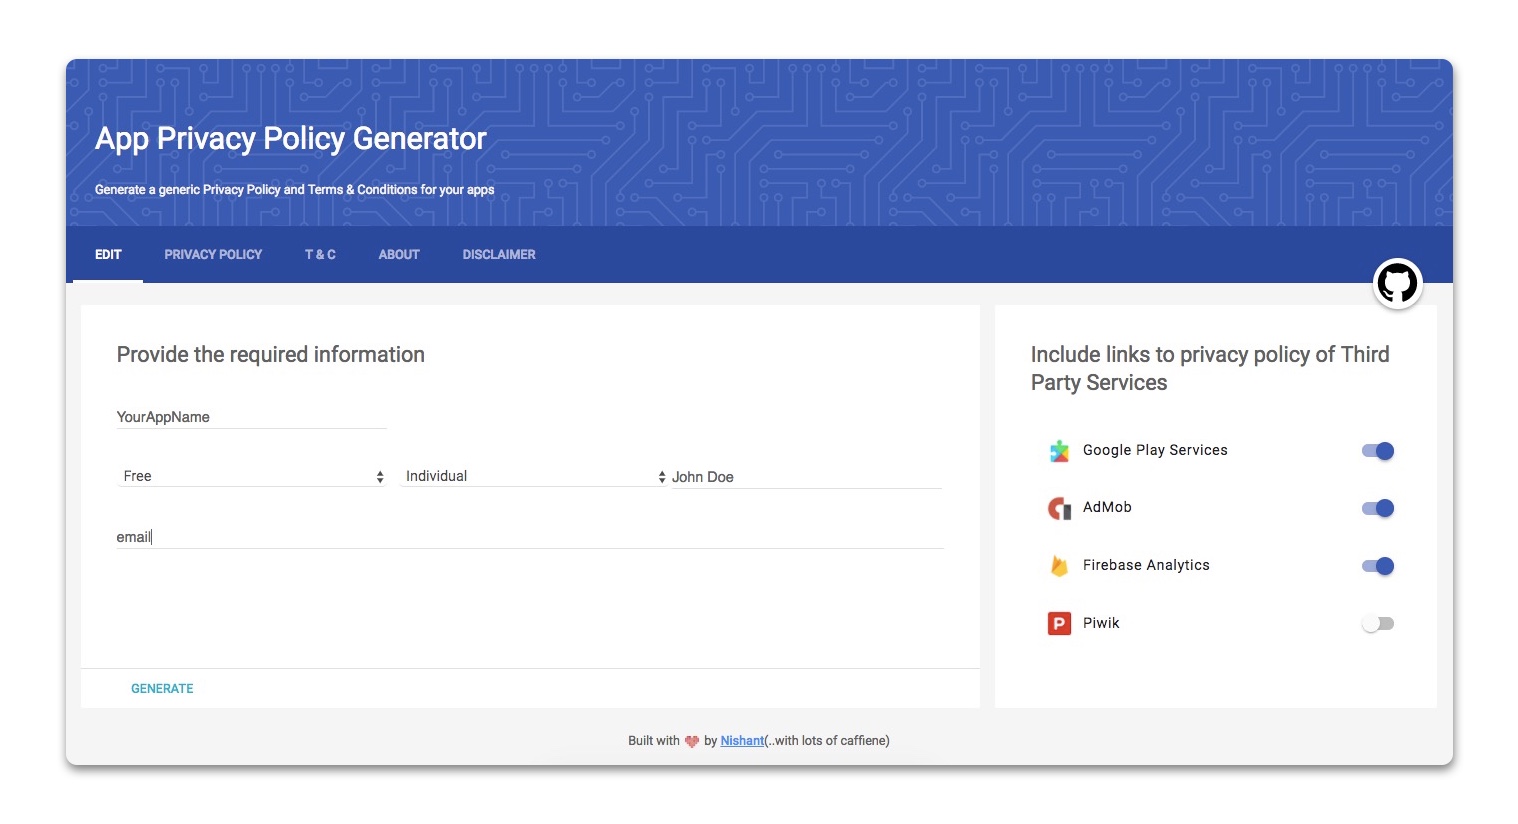 App Privacy Policy Generator
Generate a generic Privacy Policy and Terms & Conditions for your apps
EDIT PRIVACY POLICY T & C ABOUT DISCLAIMER
Provide the required information
YourAppName
Free Individual John Doe
email
GENERATE
Include links to privacy policy of Third
Party Services
Google Play Services
AdMob
Firebase Analytics
P Piwik
Built with by Nishant(..with lots of caffiene)